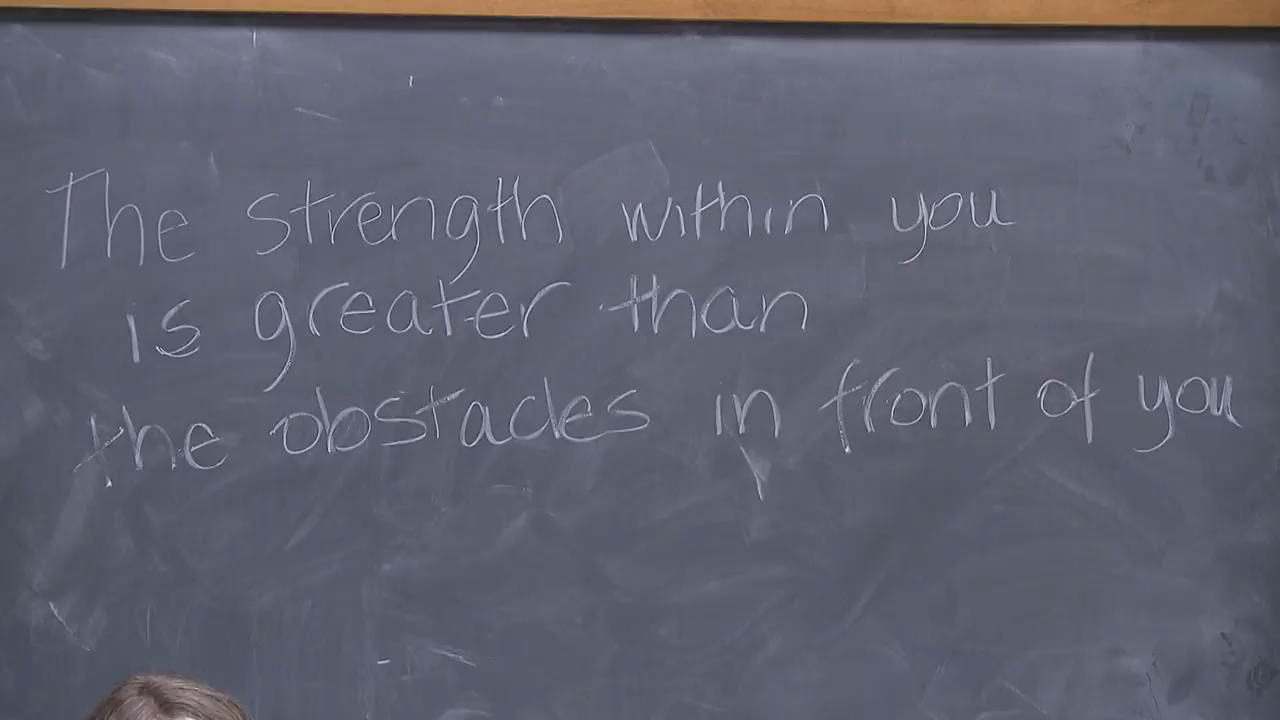 The strength within you
is greater than
the obstacles in front of you